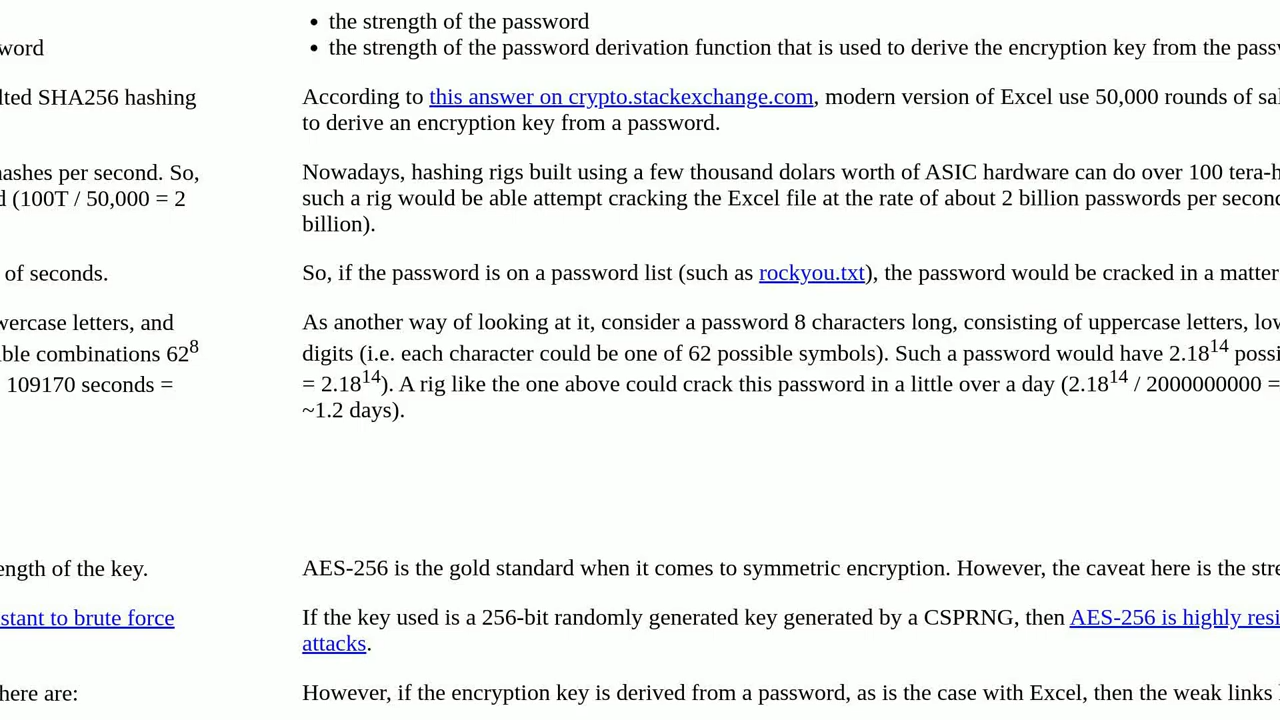 word
lted SHA256 hashing
ashes per second. So,
d (100T / 50,000 = 2
of seconds.
wercase letters, and
ble combinations 62⁸
109170 seconds =
ength of the key.
stant to brute force
here are:
• the strength of the password
• the strength of the password derivation function that is used to derive the encryption key from the passw
According to this answer on crypto.stackexchange.com, modern version of Excel use 50,000 rounds of sal
to derive an encryption key from a password.
Nowadays, hashing rigs built using a few thousand dolars worth of ASIC hardware can do over 100 tera-h
such a rig would be able attempt cracking the Excel file at the rate of about 2 billion passwords per second
billion).
So, if the password is on a password list (such as rockyou.txt), the password would be cracked in a matter
As another way of looking at it, consider a password 8 characters long, consisting of uppercase letters, low
digits (i.e. each character could be one of 62 possible symbols). Such a password would have 2.18¹⁴ possi
= 2.18¹⁴). A rig like the one above could crack this password in a little over a day (2.18¹⁴ / 2000000000 =
~1.2 days).
AES-256 is the gold standard when it comes to symmetric encryption. However, the caveat here is the stre
If the key used is a 256-bit randomly generated key generated by a CSPRNG, then AES-256 is highly resi
attacks.
However, if the encryption key is derived from a password, as is the case with Excel, then the weak links